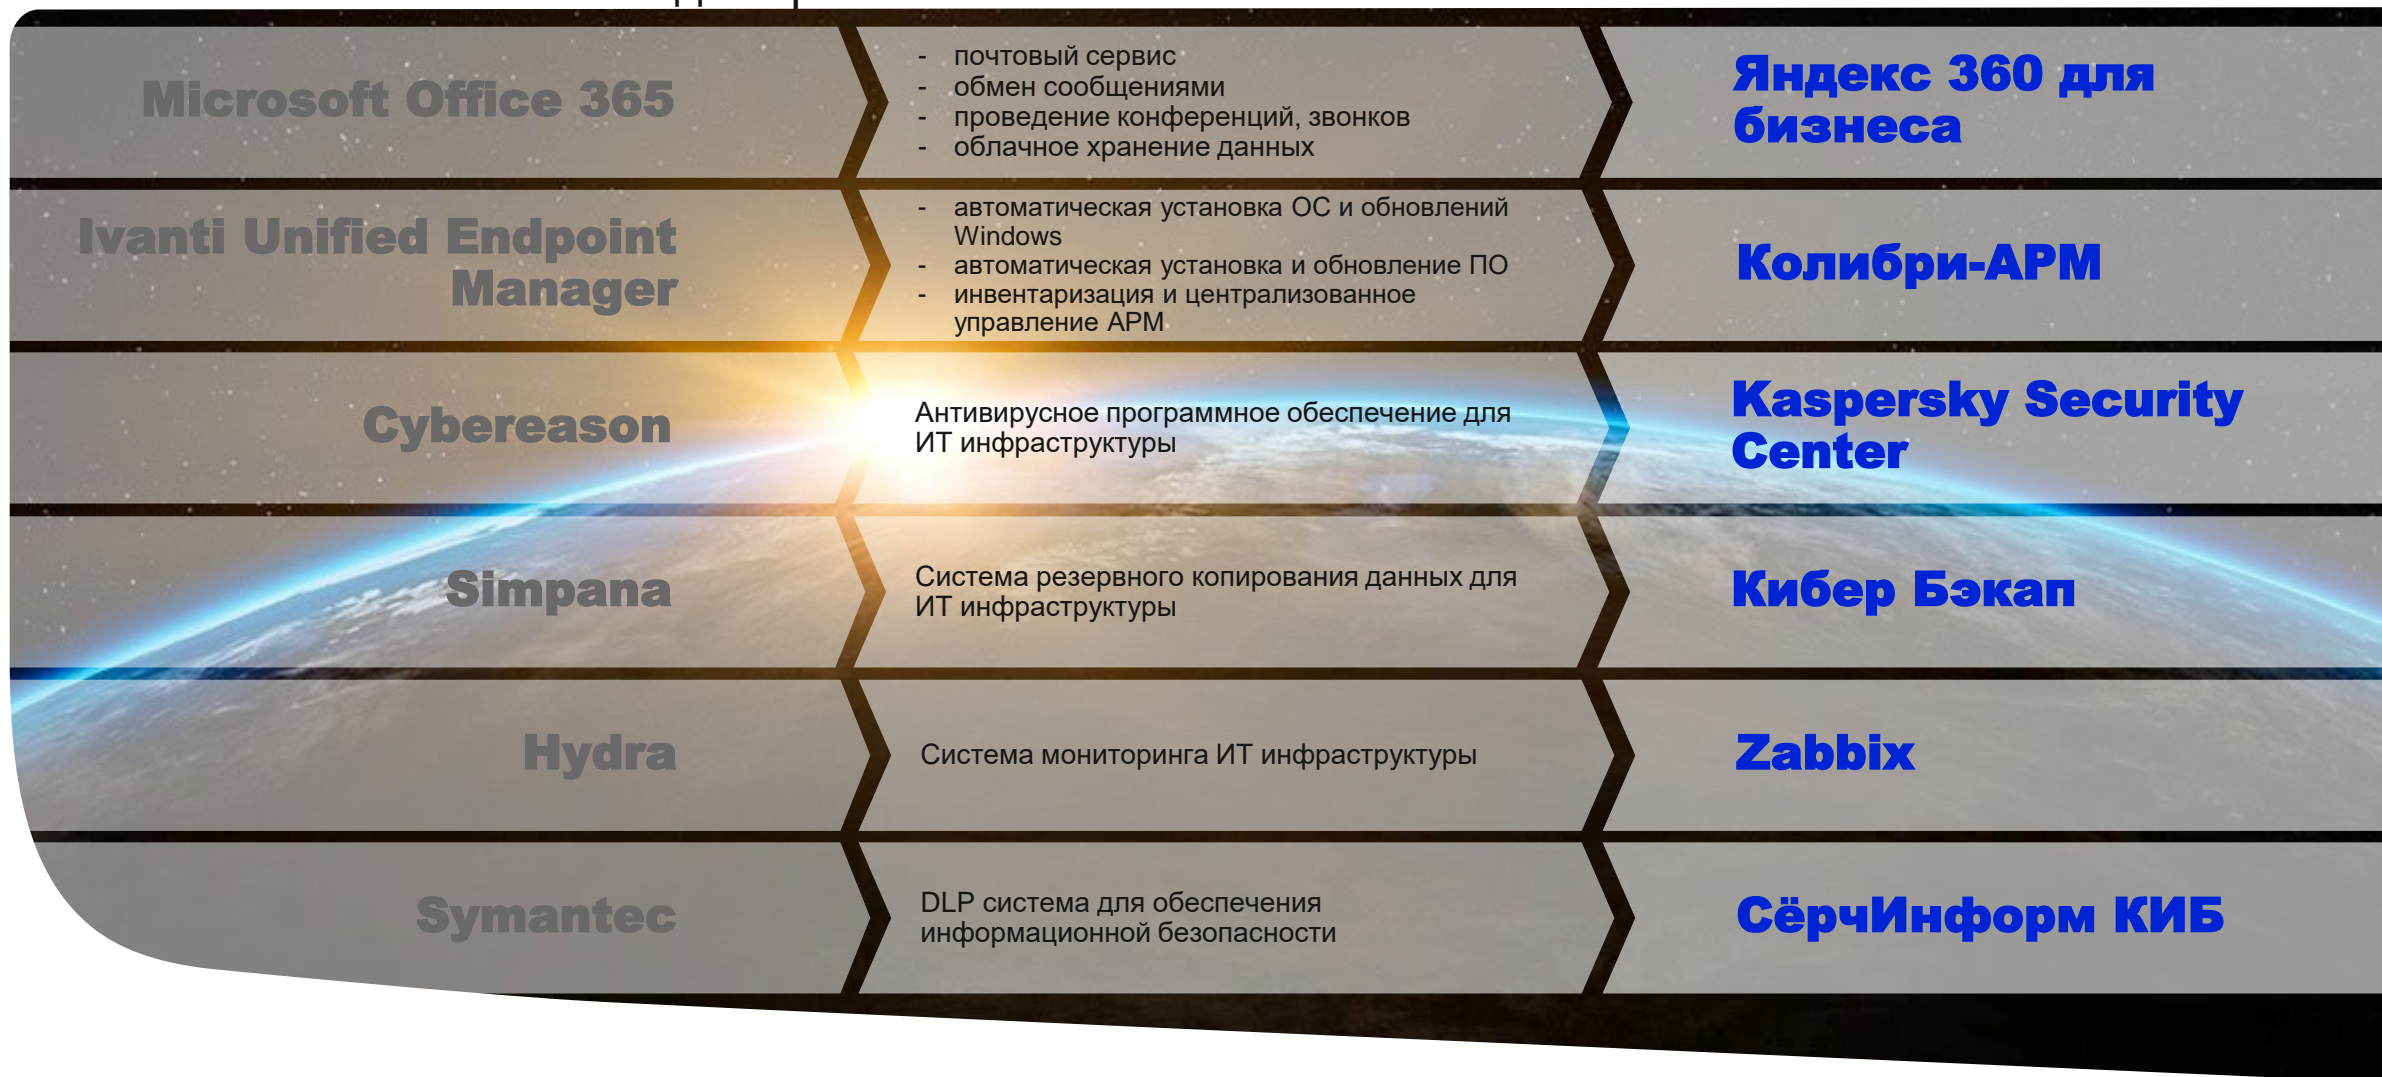 Microsoft Office 365
- почтовый сервис
- обмен сообщениями
- проведение конференций, звонков
- облачное хранение данных
Яндекс 360 для
бизнеса
Ivanti Unified Endpoint
Manager
- автоматическая установка ОС и обновлений
Windows
- автоматическая установка и обновление ПО
- инвентаризация и централизованное
управление АРМ
Колибри-АРМ
Cybereason
Антивирусное программное обеспечение для
ИТ инфраструктуры
Kaspersky Security
Center
Simpana
Система резервного копирования данных для
ИТ инфраструктуры
Кибер Бэкап
Hydra
Система мониторинга ИТ инфраструктуры
Zabbix
Symantec
DLP система для обеспечения
информационной безопасности
СёрчИнформ КИБ